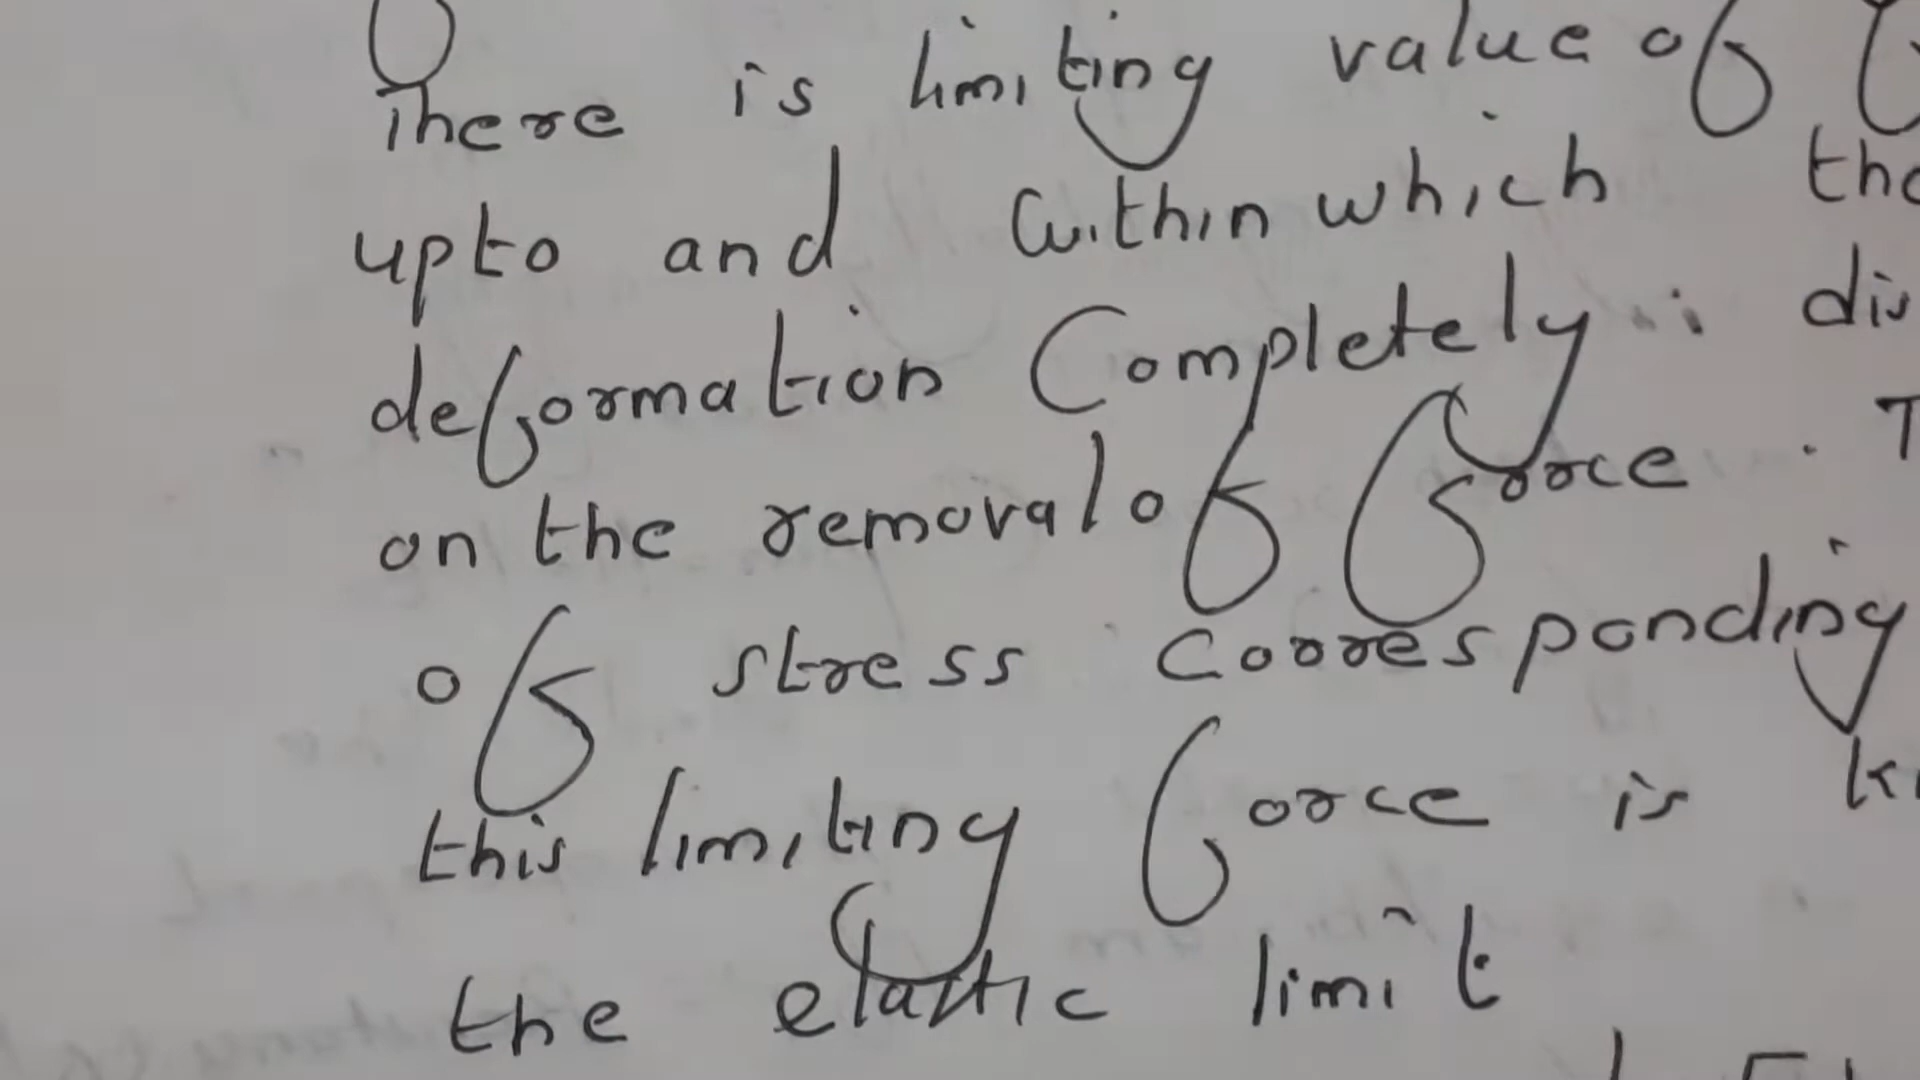 There is limiting value of
upto and within which
deformation Completely
on the removal of force. T
of stress corresponding
this limiting force is
the elastic limit